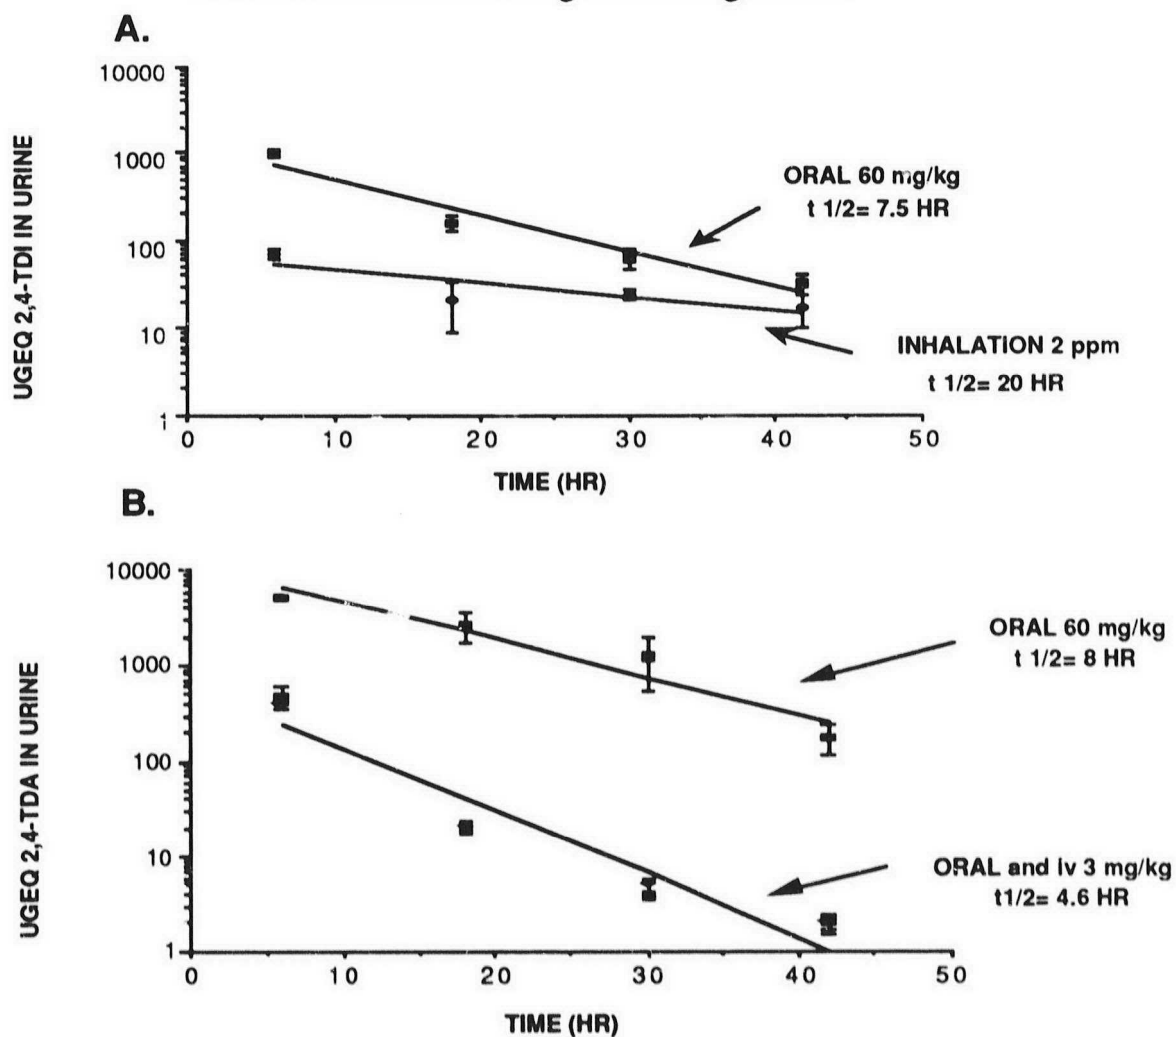 A.
UGEQ 2,4-TDI IN URINE
10000
1000
100
10
1
0 10 20 30 40 50
TIME (HR)
ORAL 60 mg/kg
t 1/2= 7.5 HR
INHALATION 2 ppm
t 1/2= 20 HR
B.
UGEQ 2,4-TDA IN URINE
10000
1000
100
10
1
0 10 20 30 40 50
TIME (HR)
ORAL 60 mg/kg
t 1/2= 8 HR
ORAL and iv 3 mg/kg
t1/2= 4.6 HR